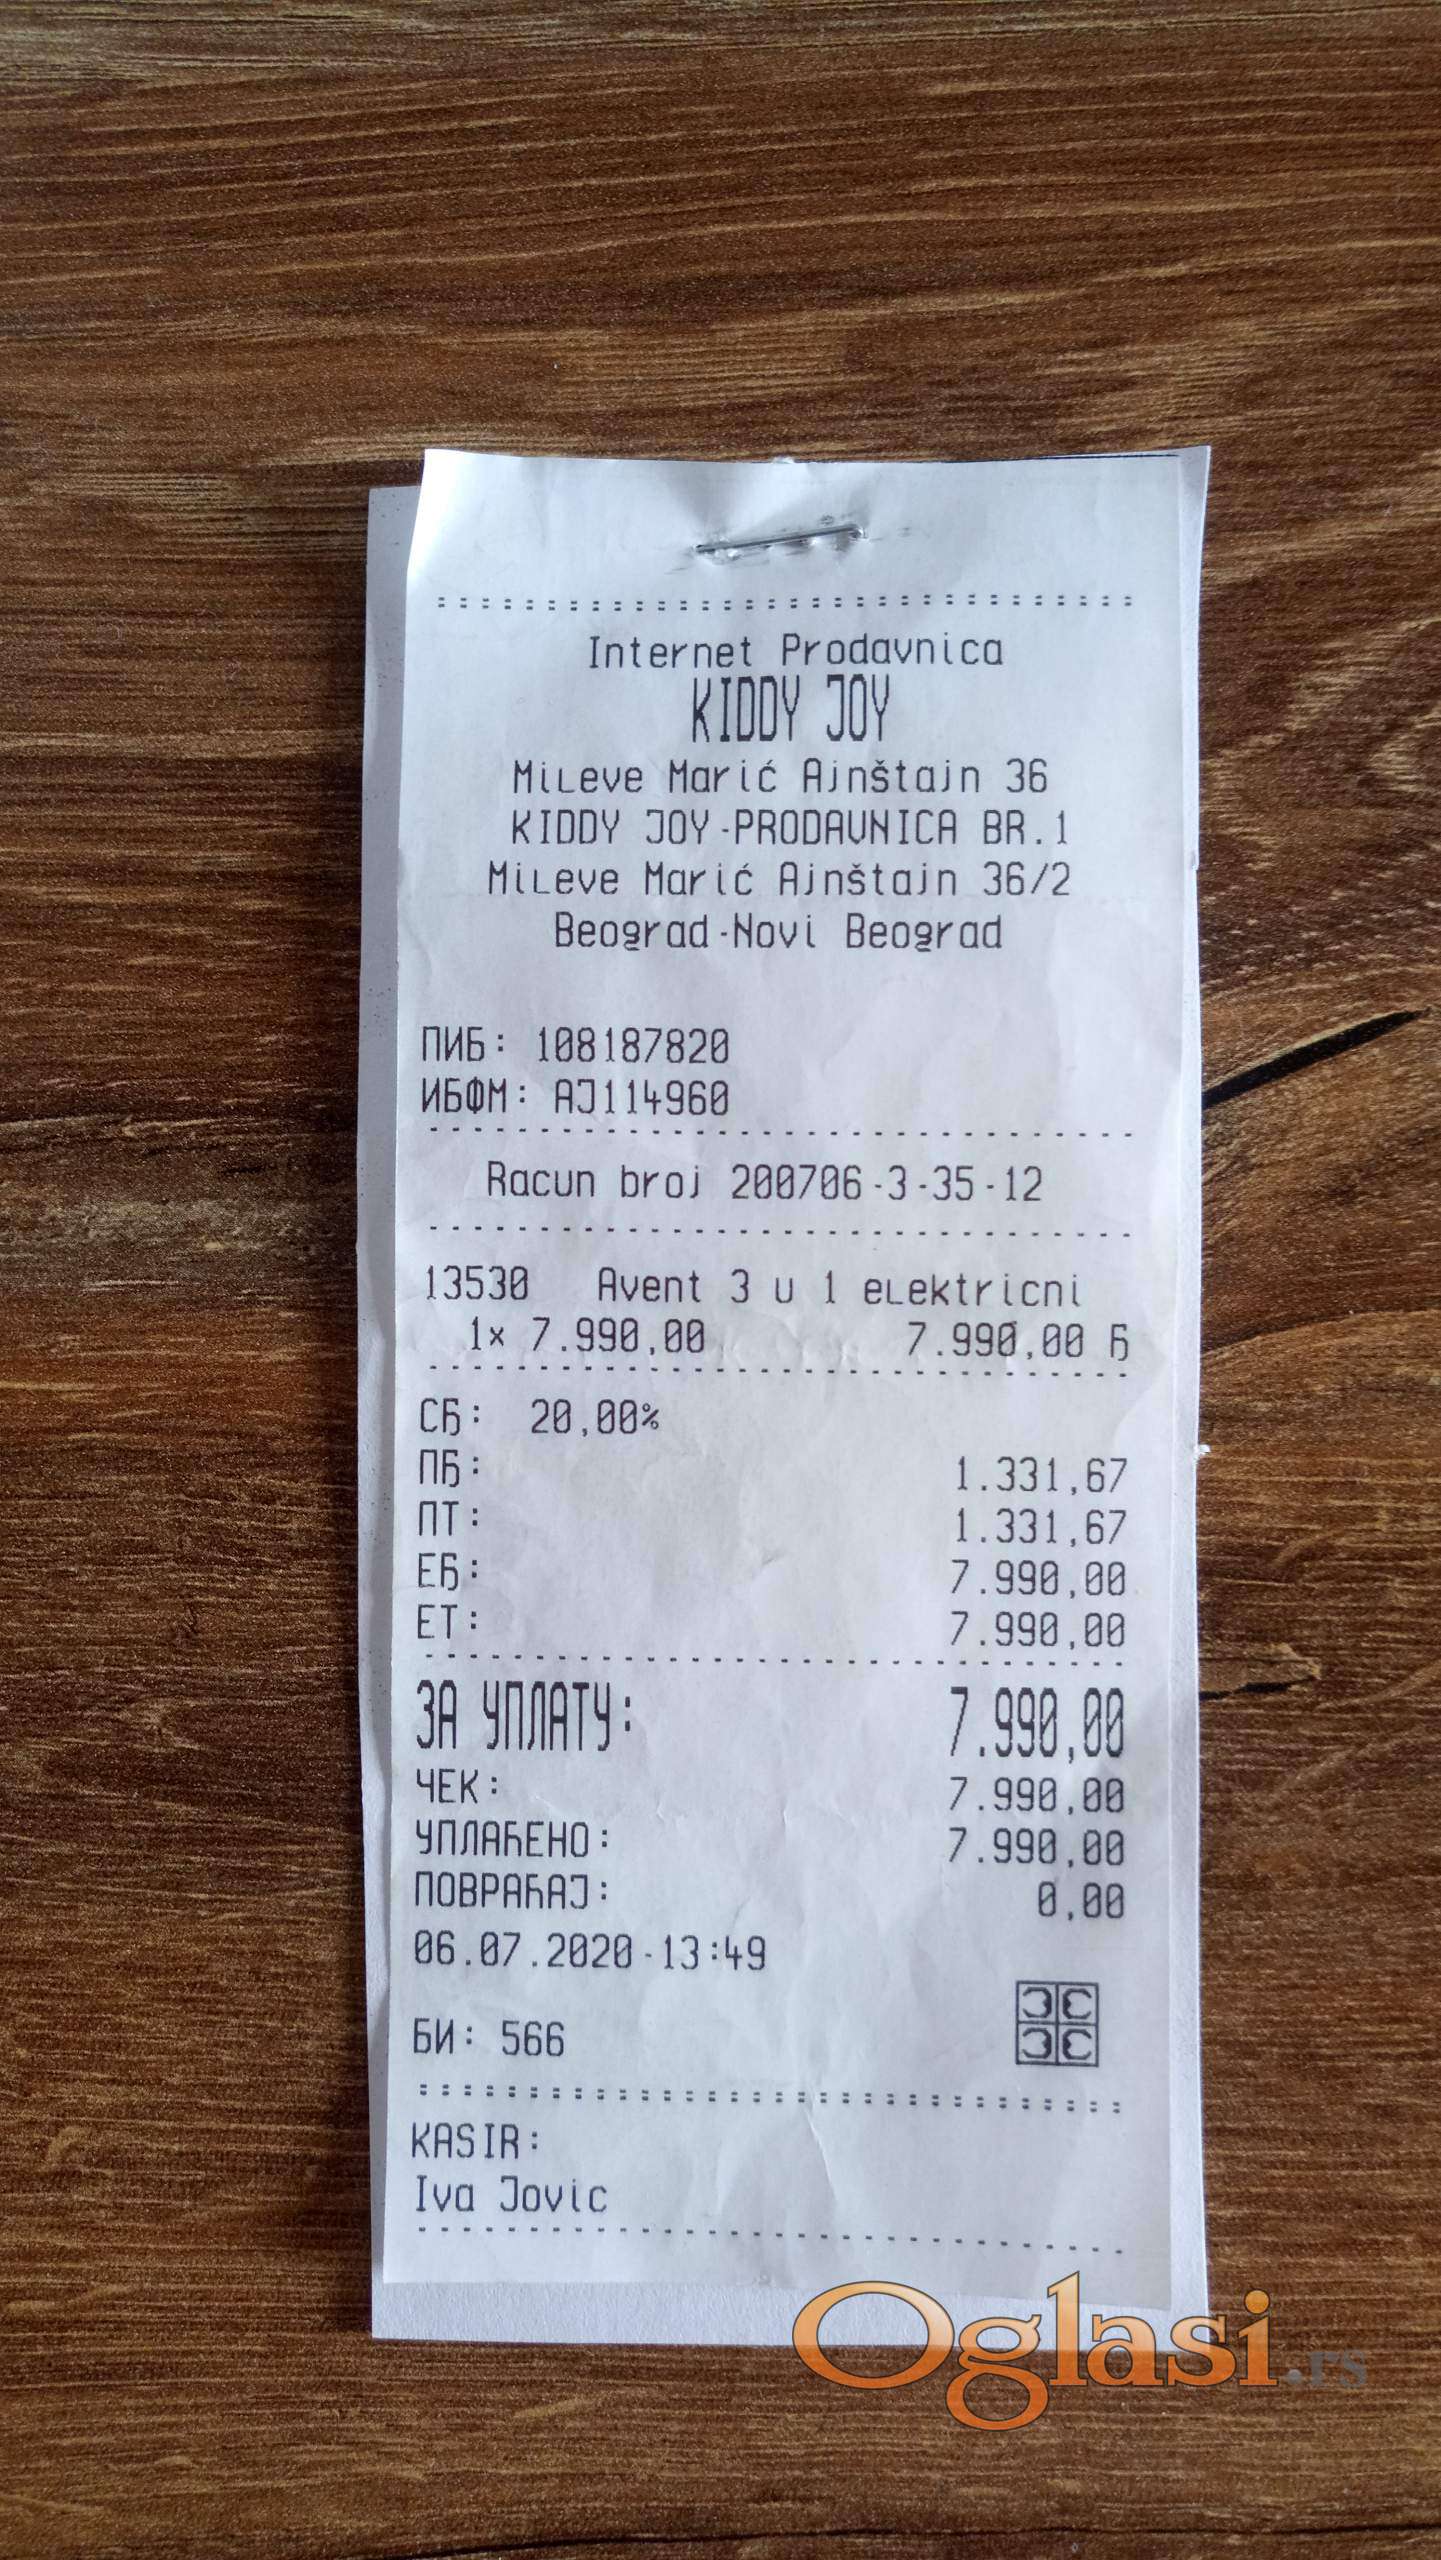 Internet Prodavnica
KIDDY JOY
Mileve Marić Ajnštajn 36
KIDDY JOY-PRODAVNICA BR.1
Mileve Marić Ajnštajn 36/2
Beograd-Novi Beograd
ПИБ: 108187820
ИБФМ: AJ114960
Racun broj 200706-3-35-12
13530 Avent 3 u 1 elektricni
1x 7.990,00 7.990,00 Ђ
СЂ: 20,00%
ПЂ: 1.331,67
ПТ: 1.331,67
ЕЂ: 7.990,00
ЕТ: 7.990,00
ЗА УПЛАТУ: 7.990,00
ЧЕК: 7.990,00
УПЛАЋЕНО: 7.990,00
ПОВРАЋАЈ: 0,00
06.07.2020-13:49
БИ: 566
KASIR:
Iva Jovic
Oglasi.rs